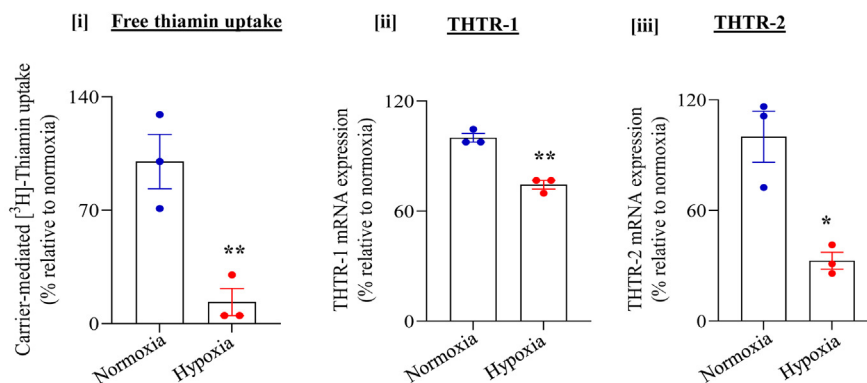 [i] Free thiamin uptake
Carrier-mediated [³H]-Thiamin uptake
(% relative to normoxia)
140
70
0
**
Normoxia
Hypoxia
[ii] THTR-1
THTR-1 mRNA expression
(% relative to normoxia)
120
60
0
**
Normoxia
Hypoxia
[iii] THTR-2
THTR-2 mRNA expression
(% relative to normoxia)
120
60
0
*
Normoxia
Hypoxia